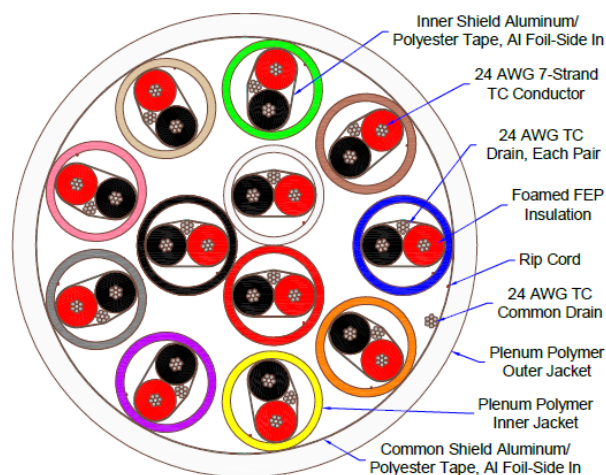 Inner Shield Aluminum/
Polyester Tape, Al Foil-Side In
24 AWG 7-Strand
TC Conductor
24 AWG TC
Drain, Each Pair
Foamed FEP
Insulation
Rip Cord
24 AWG TC
Common Drain
Plenum Polymer
Outer Jacket
Plenum Polymer
Inner Jacket
Common Shield Aluminum/
Polyester Tape, Al Foil-Side In